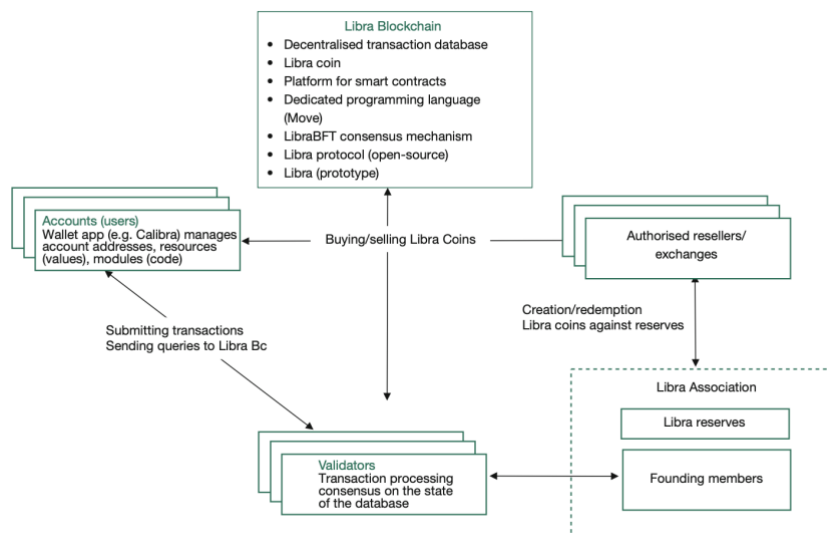 Libra Blockchain
• Decentralised transaction database
• Libra coin
• Platform for smart contracts
• Dedicated programming language
(Move)
• LibraBFT consensus mechanism
• Libra protocol (open-source)
• Libra (prototype)
Accounts (users)
Wallet app (e.g. Calibra) manages
account addresses, resources
(values), modules (code)
Buying/selling Libra Coins
Authorised resellers/
exchanges
Submitting transactions
Sending queries to Libra Bc
Creation/redemption
Libra coins against reserves
Libra Association
Libra reserves
Founding members
Validators
Transaction processing
consensus on the state
of the database